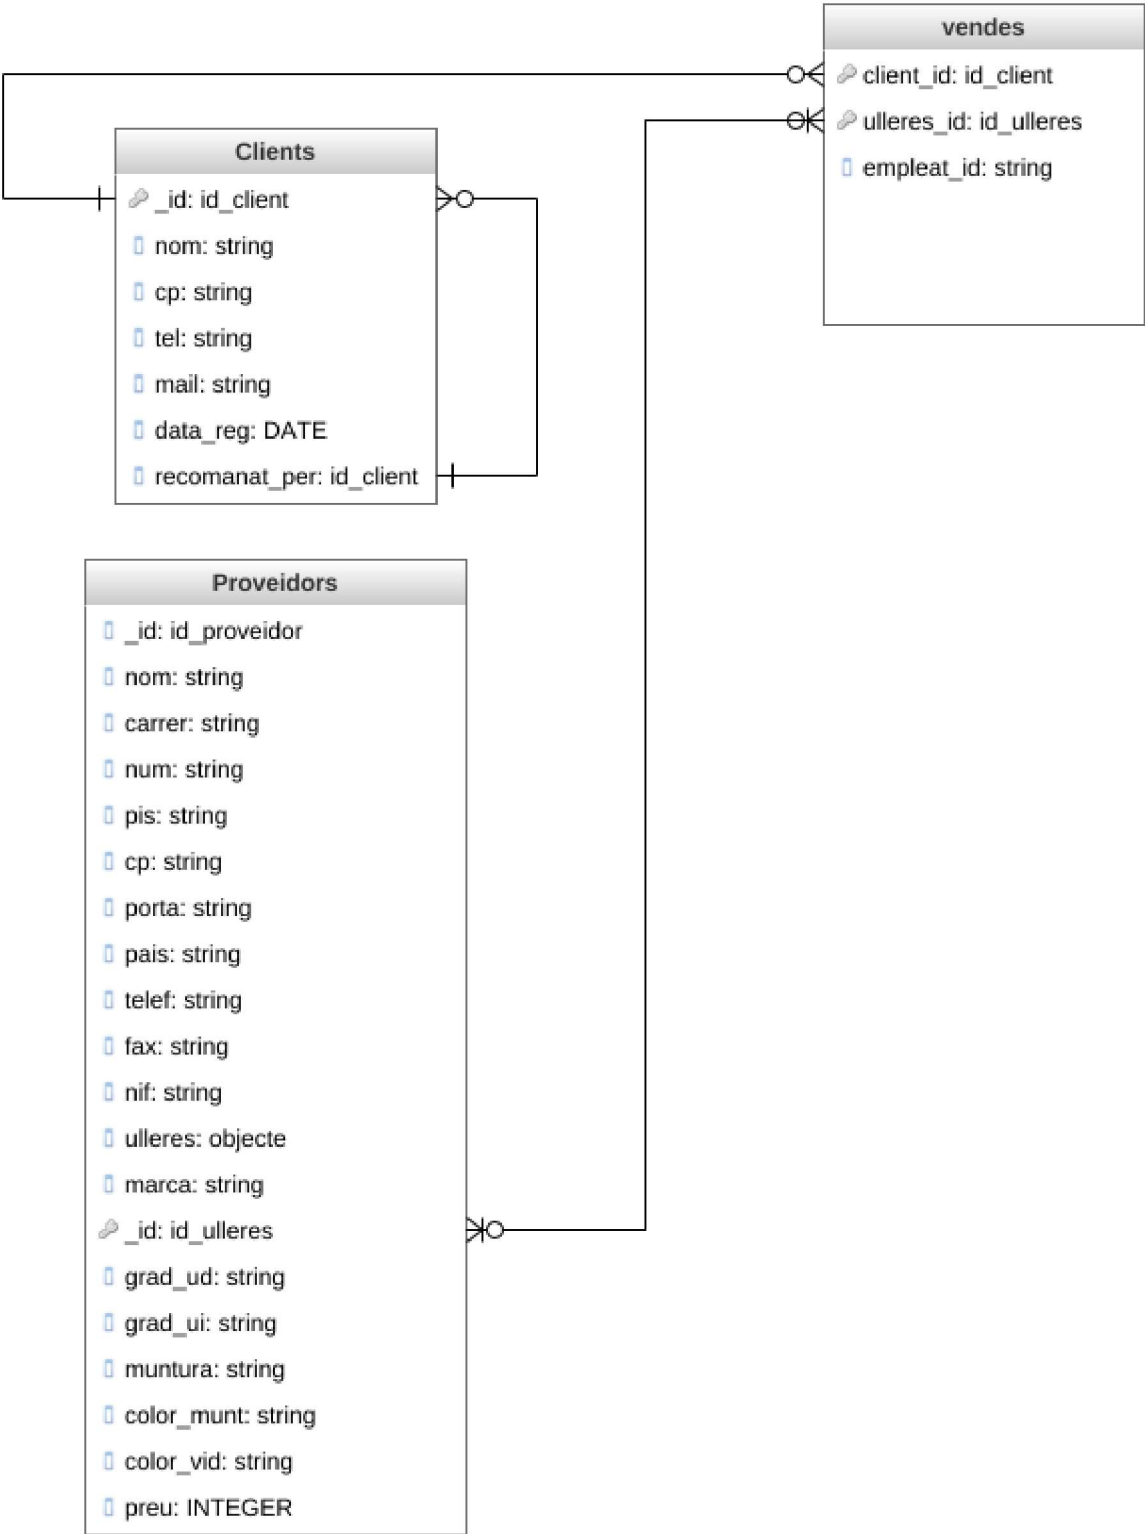 vendes
client_id: id_client
ulleres_id: id_ulleres
empleat_id: string
Clients
_id: id_client
nom: string
cp: string
tel: string
mail: string
data_reg: DATE
recomanat_per: id_client
Proveidors
_id: id_proveidor
nom: string
carrer: string
num: string
pis: string
cp: string
porta: string
pais: string
telef: string
fax: string
nif: string
ulleres: objecte
marca: string
_id: id_ulleres
grad_ud: string
grad_ui: string
muntura: string
color_munt: string
color_vid: string
preu: INTEGER